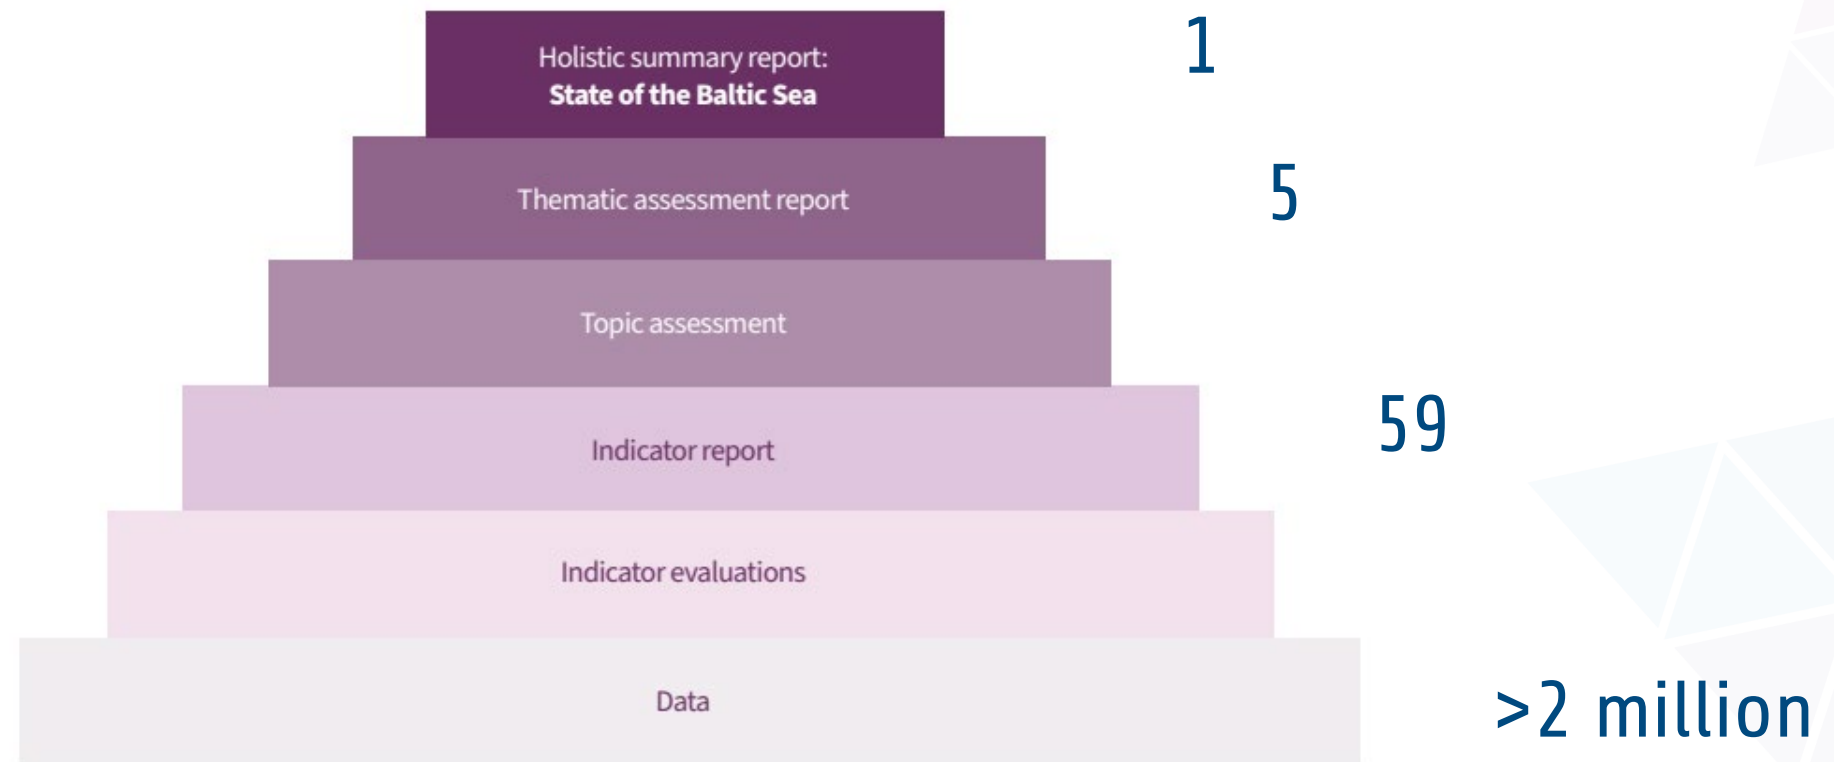 Holistic summary report:
State of the Baltic Sea
1
Thematic assessment report
5
Topic assessment
Indicator report
59
Indicator evaluations
Data
>2 million